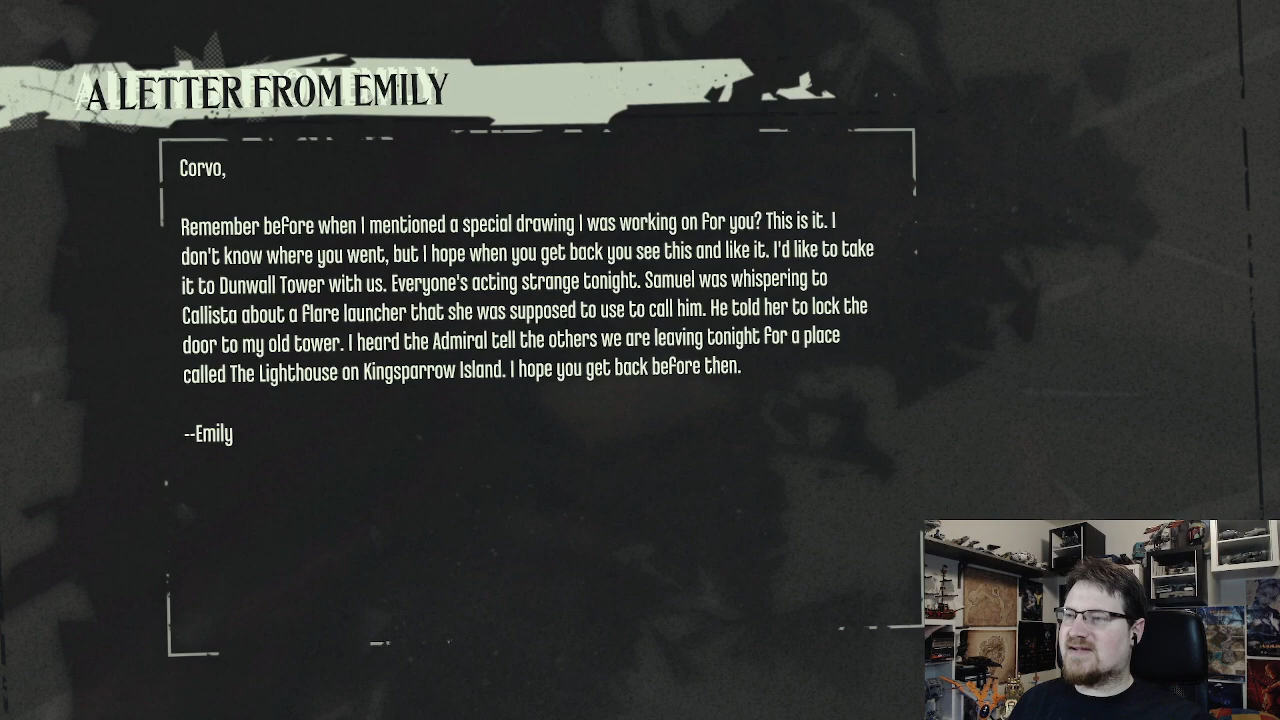 A LETTER FROM EMILY
Corvo,
Remember before when I mentioned a special drawing I was working on for you? This is it. I
don't know where you went, but I hope when you get back you see this and like it. I'd like to take
it to Dunwall Tower with us. Everyone's acting strange tonight. Samuel was whispering to
Callista about a flare launcher that she was supposed to use to call him. He told her to lock the
door to my old tower. I heard the Admiral tell the others we are leaving tonight for a place
called The Lighthouse on Kingsparrow Island. I hope you get back before then.
--Emily